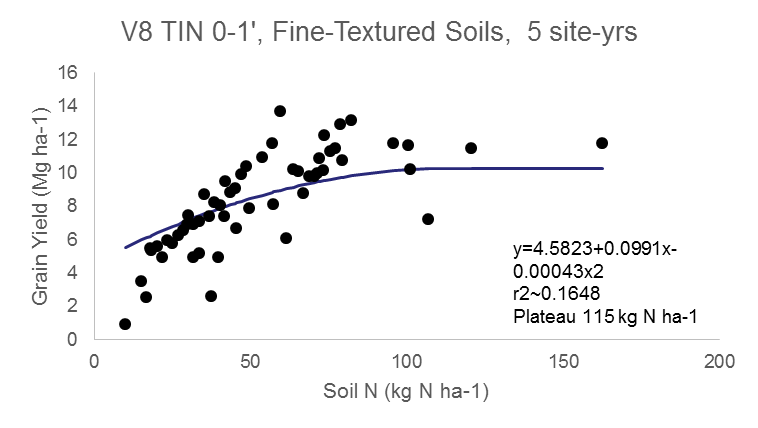 V8 TIN 0-1', Fine-Textured Soils,  5 site-yrs
16
14
12
10
8
6
4
2
0
Grain Yield (Mg ha-1)
y=4.5823+0.0991x-
0.00043x2
r2~0.1648
Plateau 115 kg N ha-1
0 50 100 150 200
Soil N (kg N ha-1)